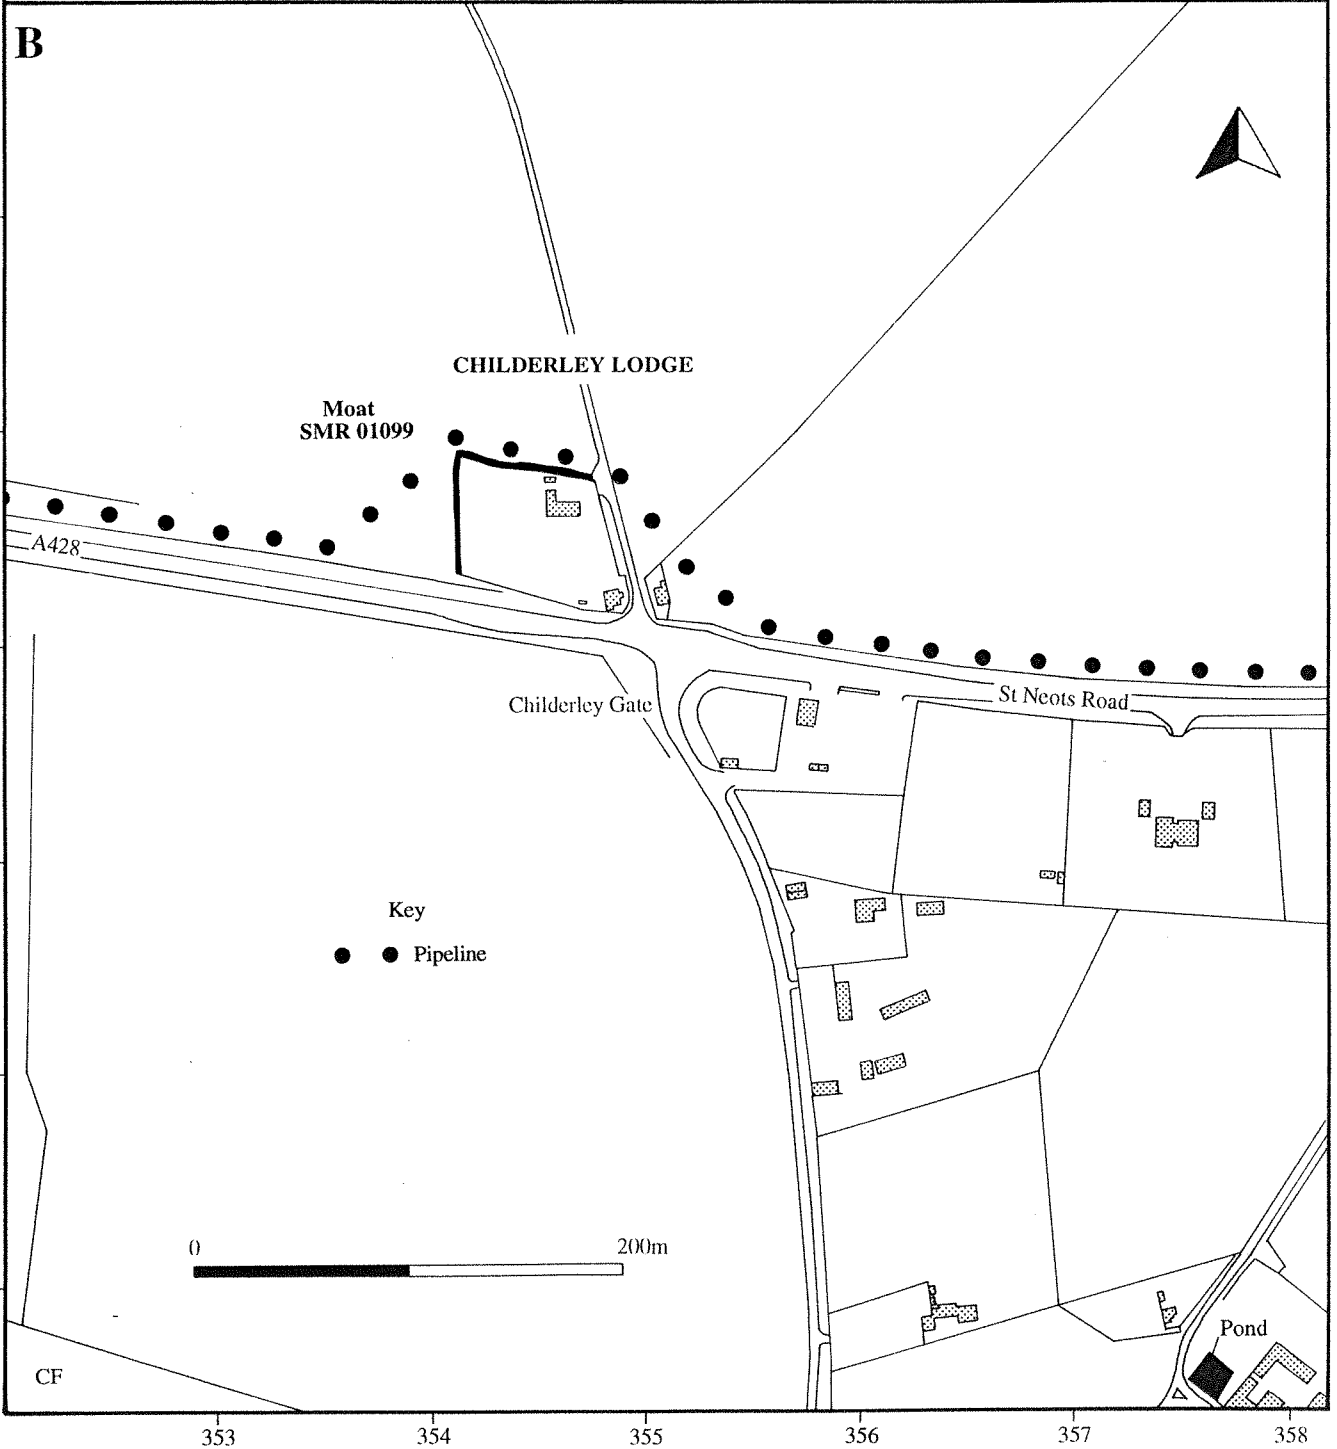 B
CHILDERLEY LODGE
Moat
SMR 01099
A428
Childerley Gate
St Neots Road
Key
Pipeline
0 200m
Pond
CF
353 354 355 356 357 358